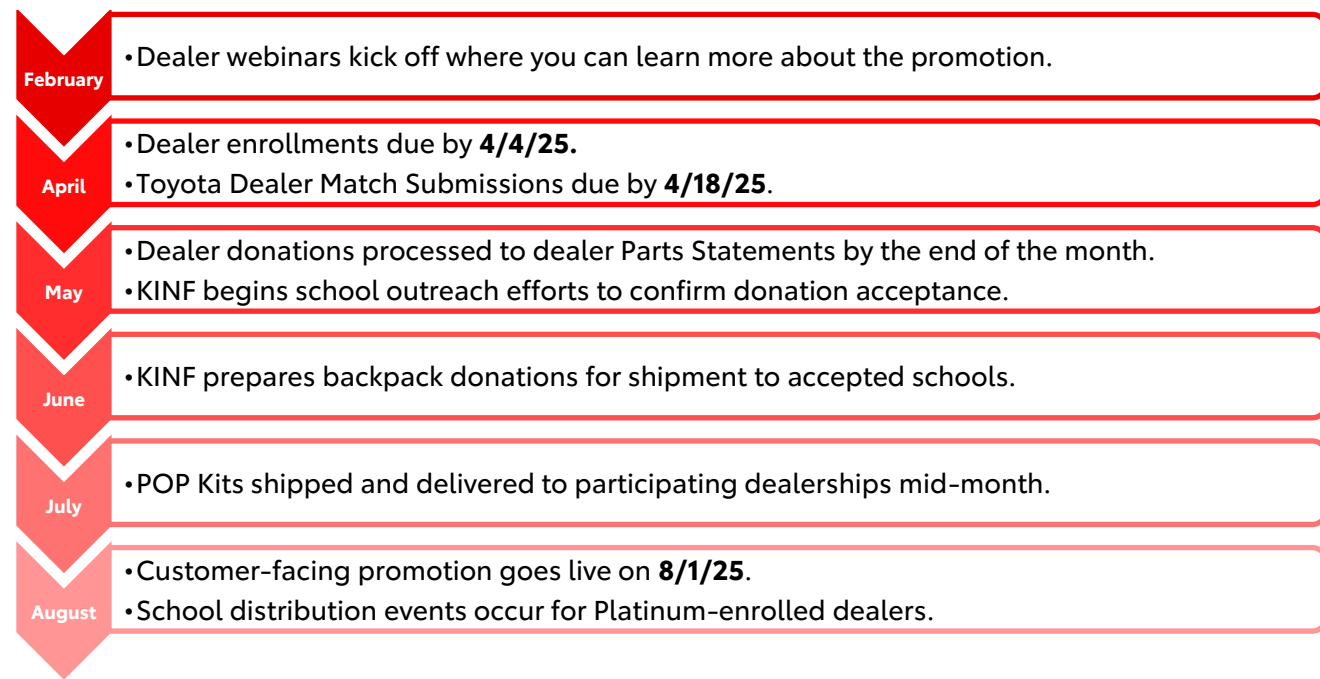 February
•Dealer webinars kick off where you can learn more about the promotion.
April
•Dealer enrollments due by 4/4/25.
•Toyota Dealer Match Submissions due by 4/18/25.
May
•Dealer donations processed to dealer Parts Statements by the end of the month.
•KINF begins school outreach efforts to confirm donation acceptance.
June
•KINF prepares backpack donations for shipment to accepted schools.
July
•POP Kits shipped and delivered to participating dealerships mid-month.
August
•Customer-facing promotion goes live on 8/1/25.
•School distribution events occur for Platinum-enrolled dealers.